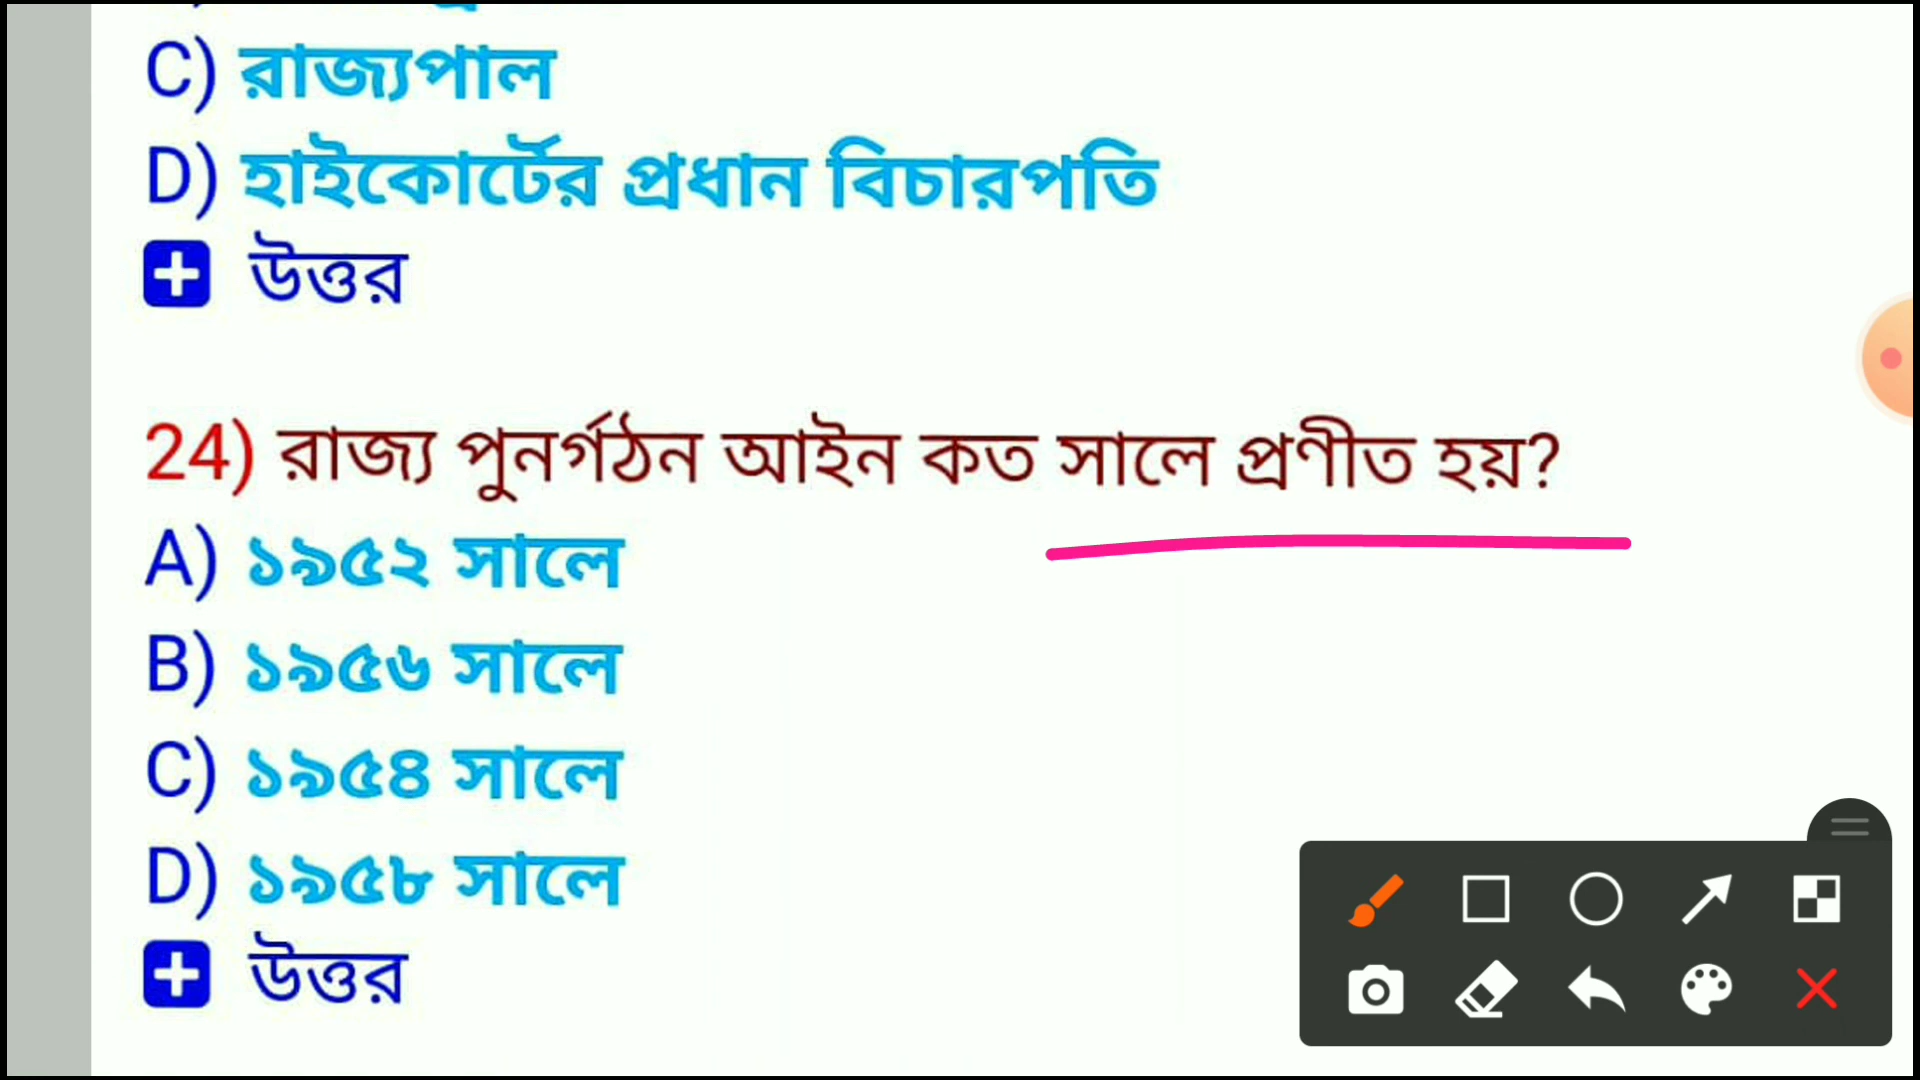 C) রাজ্যপাল
D) হাইকোর্টের প্রধান বিচারপতি
উত্তর
24) রাজ্য পুনর্গঠন আইন কত সালে প্রণীত হয়?
A) ১৯৫২ সালে
B) ১৯৫৬ সালে
C) ১৯৫৪ সালে
D) ১৯৫৮ সালে
উত্তর